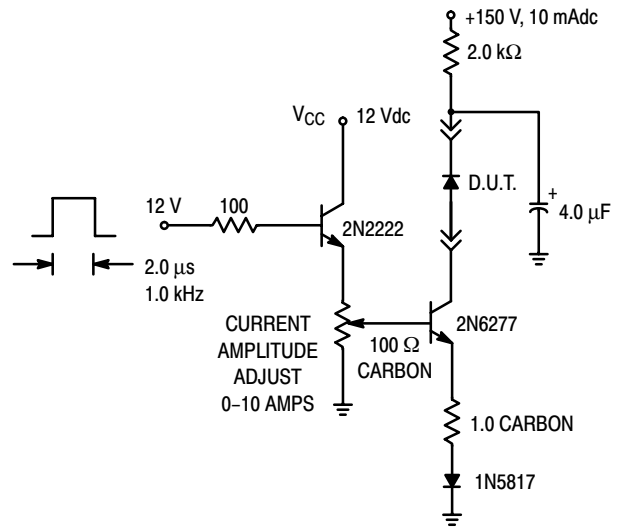 +150 V, 10 mAdc
2.0 kΩ
VCC 12 Vdc
D.U.T.
+
4.0 μF
12 V
100
2N2222
2.0 μs
1.0 kHz
CURRENT
AMPLITUDE
ADJUST
0–10 AMPS
100 Ω
CARBON
2N6277
1.0 CARBON
1N5817